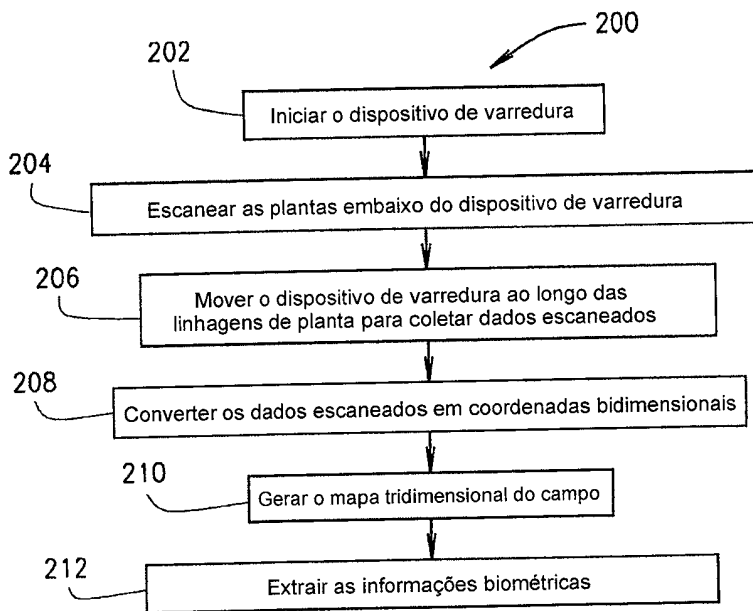 200
202
Iniciar o dispositivo de varredura
204
Escanear as plantas embaixo do dispositivo de varredura
206
Mover o dispositivo de varredura ao longo das
linhagens de planta para coletar dados escaneados
208
Converter os dados escaneados em coordenadas bidimensionais
210
Gerar o mapa tridimensional do campo
212
Extrair as informações biométricas